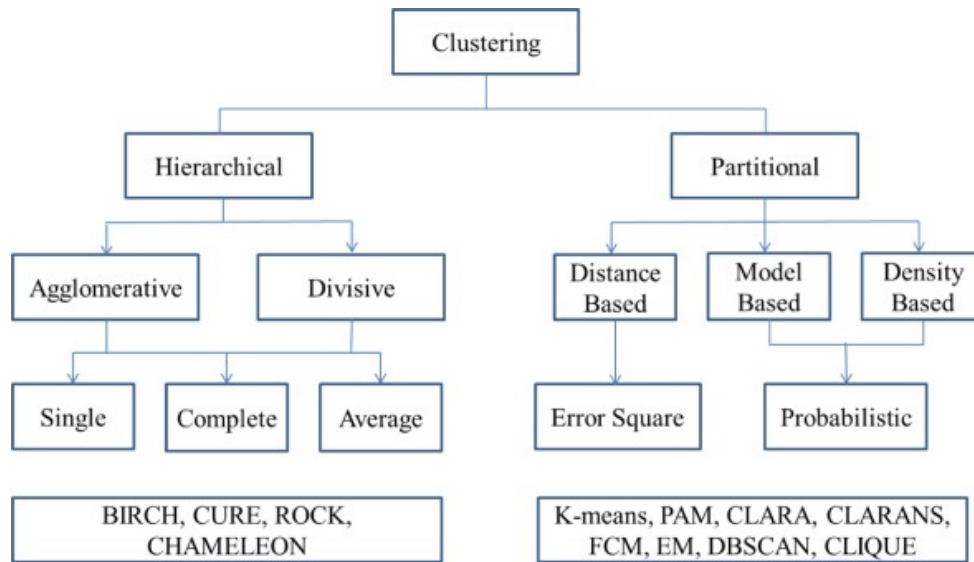 Clustering
Hierarchical
Partitional
Agglomerative
Divisive
Distance
Based
Model
Based
Density
Based
Single
Complete
Average
Error Square
Probabilistic
BIRCH, CURE, ROCK,
CHAMELEON
K-means, PAM, CLARA, CLARANS,
FCM, EM, DBSCAN, CLIQUE